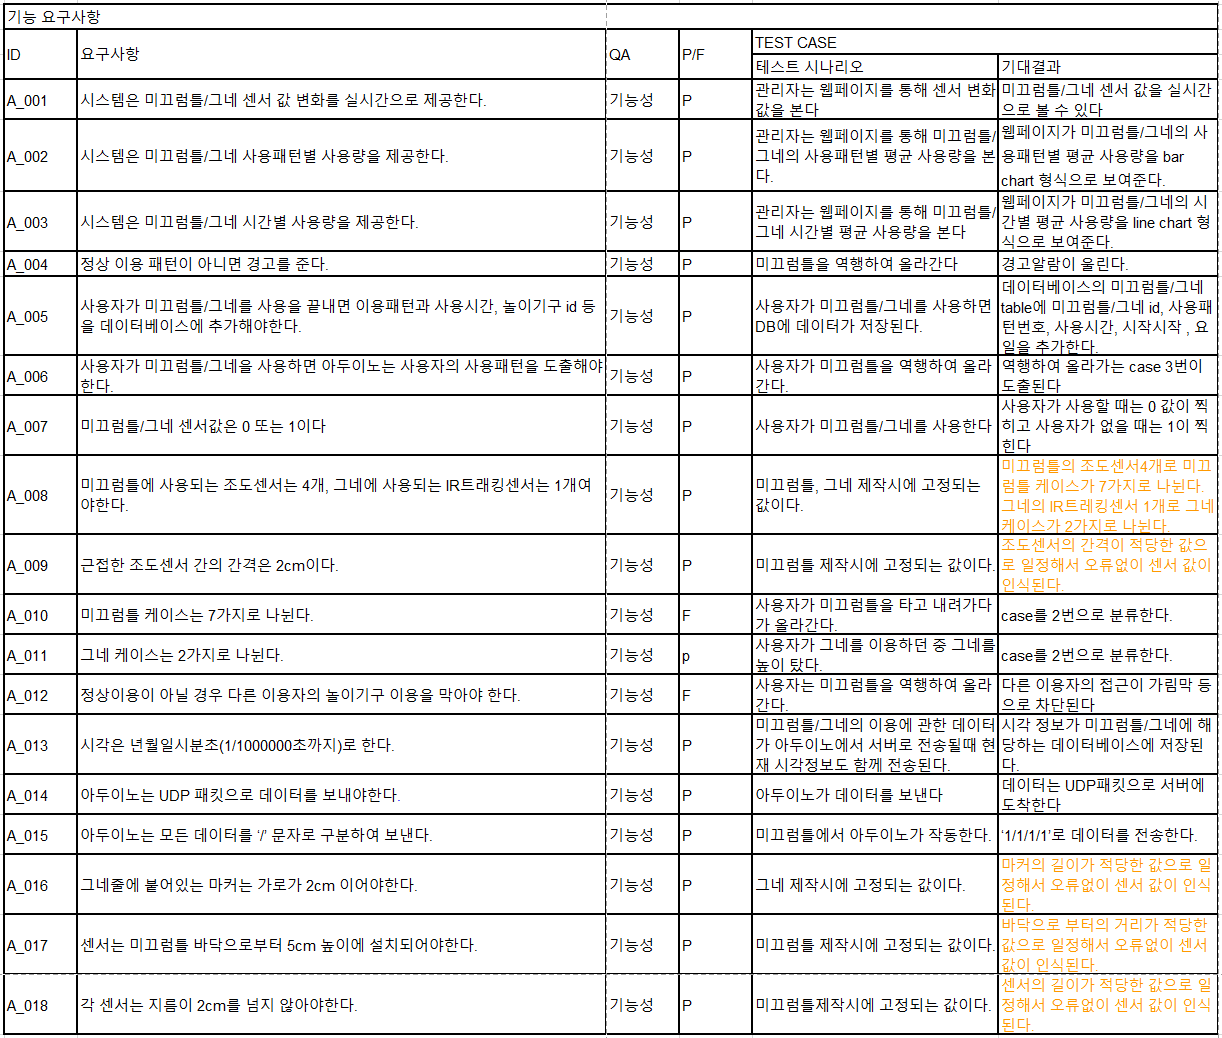 기능 요구사항
ID
요구사항
QA
P/F
TEST CASE
테스트 시나리오
기대결과
A_001
시스템은 미끄럼틀/그네 센서 값 변화를 실시간으로 제공한다.
기능성
P
관리자는 웹페이지를 통해 센서 변화
값을 본다
미끄럼틀/그네 센서 값을 실시간
으로 볼 수 있다
A_002
시스템은 미끄럼틀/그네 사용패턴별 사용량을 제공한다.
기능성
P
관리자는 웹페이지를 통해 미끄럼틀/
그네의 사용패턴별 평균 사용량을 본
다.
웹페이지가 미끄럼틀/그네의 사
용패턴별 평균 사용량을 bar
chart 형식으로 보여준다.
A_003
시스템은 미끄럼틀/그네 시간별 사용량을 제공한다.
기능성
P
관리자는 웹페이지를 통해 미끄럼틀/
그네 시간별 평균 사용량을 본다
웹페이지가 미끄럼틀/그네의 시
간별 평균 사용량을 line chart 형
식으로 보여준다.
A_004
정상 이용 패턴이 아니면 경고를 준다.
기능성
P
미끄럼틀을 역행하여 올라간다
경고알람이 울린다.
A_005
사용자가 미끄럼틀/그네를 사용을 끝내면 이용패턴과 사용시간, 놀이기구 id 등
을 데이터베이스에 추가해야한다.
기능성
P
사용자가 미끄럼틀/그네를 사용하면
DB에 데이터가 저장된다.
데이터베이스의 미끄럼틀/그네
table에 미끄럼틀/그네 id, 사용패
턴번호, 사용시간, 시작시작 , 요
일을 추가한다.
A_006
사용자가 미끄럼틀/그네을 사용하면 아두이노는 사용자의 사용패턴을 도출해야
한다.
기능성
P
사용자가 미끄럼틀을 역행하여 올라
간다.
역행하여 올라가는 case 3번이
도출된다
A_007
미끄럼틀/그네 센서값은 0 또는 1이다
기능성
P
사용자가 미끄럼틀/그네를 사용한다
사용자가 사용할 때는 0 값이 찍
히고 사용자가 없을 때는 1이 찍
힌다
A_008
미끄럼틀에 사용되는 조도센서는 4개, 그네에 사용되는 IR트래킹센서는 1개여
야한다.
기능성
P
미끄럼틀, 그네 제작시에 고정되는
값이다.
미끄럼틀의 조도센서4개로 미끄
럼틀 케이스가 7가지로 나뉜다.
그네의 IR트레킹센서 1개로 그네
케이스가 2가지로 나뉜다.
A_009
근접한 조도센서 간의 간격은 2cm이다.
기능성
P
미끄럼틀 제작시에 고정되는 값이다.
조도센서의 간격이 적당한 값으
로 일정해서 오류없이 센서 값이
인식된다.
A_010
미끄럼틀 케이스는 7가지로 나뉜다.
기능성
F
사용자가 미끄럼틀을 타고 내려가다
가 올라간다.
case를 2번으로 분류한다.
A_011
그네 케이스는 2가지로 나뉜다.
기능성
p
사용자가 그네를 이용하던 중 그네를
높이 탔다.
case를 2번으로 분류한다.
A_012
정상이용이 아닐 경우 다른 이용자의 놀이기구 이용을 막아야 한다.
기능성
F
사용자는 미끄럼틀을 역행하여 올라
간다.
다른 이용자의 접근이 가림막 등
으로 차단된다
A_013
시각은 년월일시분초(1/1000000초까지)로 한다.
기능성
P
미끄럼틀/그네의 이용에 관한 데이터
가 아두이노에서 서버로 전송될때 현
재 시각정보도 함께 전송된다.
시각 정보가 미끄럼틀/그네에 해
당하는 데이터베이스에 저장된
다.
A_014
아두이노는 UDP 패킷으로 데이터를 보내야한다.
기능성
P
아두이노가 데이터를 보낸다
데이터는 UDP패킷으로 서버에
도착한다
A_015
아두이노는 모든 데이터를 ‘/’ 문자로 구분하여 보낸다.
기능성
P
미끄럼틀에서 아두이노가 작동한다.
‘1/1/1/1’로 데이터를 전송한다.
A_016
그네줄에 붙어있는 마커는 가로가 2cm 이어야한다.
기능성
P
그네 제작시에 고정되는 값이다.
마커의 길이가 적당한 값으로 일
정해서 오류없이 센서 값이 인식
된다.
A_017
센서는 미끄럼틀 바닥으로부터 5cm 높이에 설치되어야한다.
기능성
P
미끄럼틀 제작시에 고정되는 값이다.
바닥으로 부터의 거리가 적당한
값으로 일정해서 오류없이 센서
값이 인식된다.
A_018
각 센서는 지름이 2cm를 넘지 않아야한다.
기능성
P
미끄럼틀제작시에 고정되는 값이다.
센서의 길이가 적당한 값으로 일
정해서 오류없이 센서 값이 인식
된다.